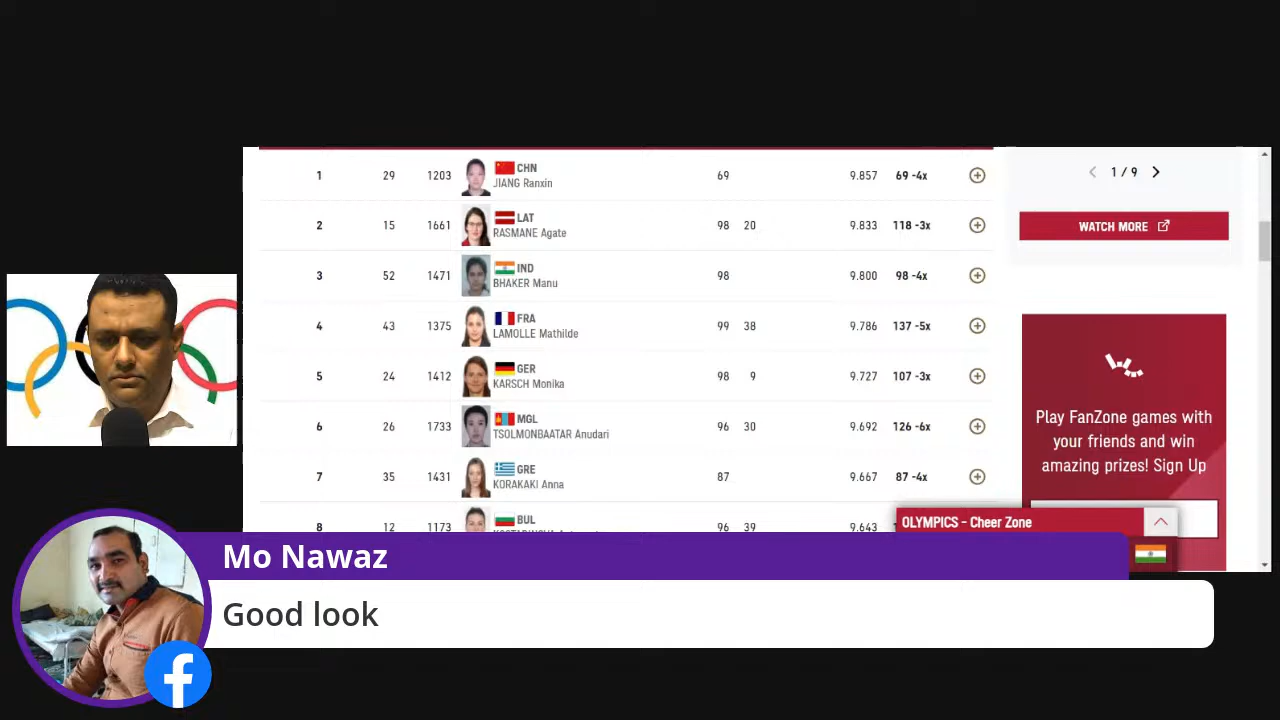 1 29 1203 CHN 69 9.857 69 -4x
JIANG Ranxin
2 15 1661 LAT 98 20 9.833 118 -3x
RASMANE Agate
3 52 1471 IND 98 9.800 98 -4x
BHAKER Manu
4 43 1375 FRA 99 38 9.786 137 -5x
LAMOLLE Mathilde
5 24 1412 GER 98 9 9.727 107 -3x
KARSCH Monika
6 26 1733 MGL 96 30 9.692 126 -6x
TSOLMONBAATAR Anudari
7 35 1431 GRE 87 9.667 87 -4x
KORAKAKI Anna
8 12 1173 BUL 96 39 9.643
1 / 9
WATCH MORE
Play FanZone games with
your friends and win
amazing prizes! Sign Up
OLYMPICS - Cheer Zone
Mo Nawaz
Good look